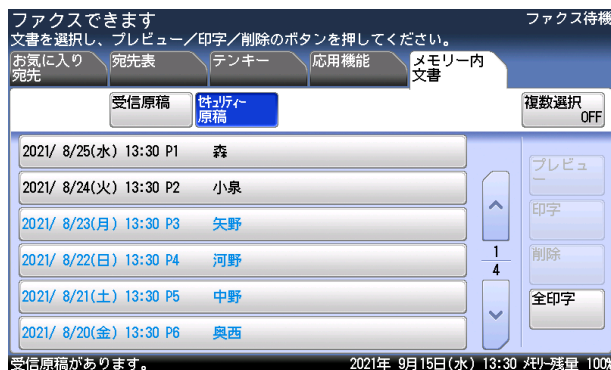 ファクスできます
ファクス待機
文書を選択し、プレビュー／印字／削除のボタンを押してください。
お気に入り
宛先
宛先表
テンキー
応用機能
メモリー内
文書
受信原稿
ｾｷｭﾘﾃｨｰ
原稿
複数選択
OFF
2021/ 8/25(水) 13:30 P1 森
2021/ 8/24(火) 13:30 P2 小泉
2021/ 8/23(月) 13:30 P3 矢野
2021/ 8/22(日) 13:30 P4 河野
2021/ 8/21(土) 13:30 P5 中野
2021/ 8/20(金) 13:30 P6 奥西
1
4
プレビュ
ー
印字
削除
全印字
受信原稿があります。
2021年 9月15日(水) 13:30 ﾒﾓﾘｰ残量 100%